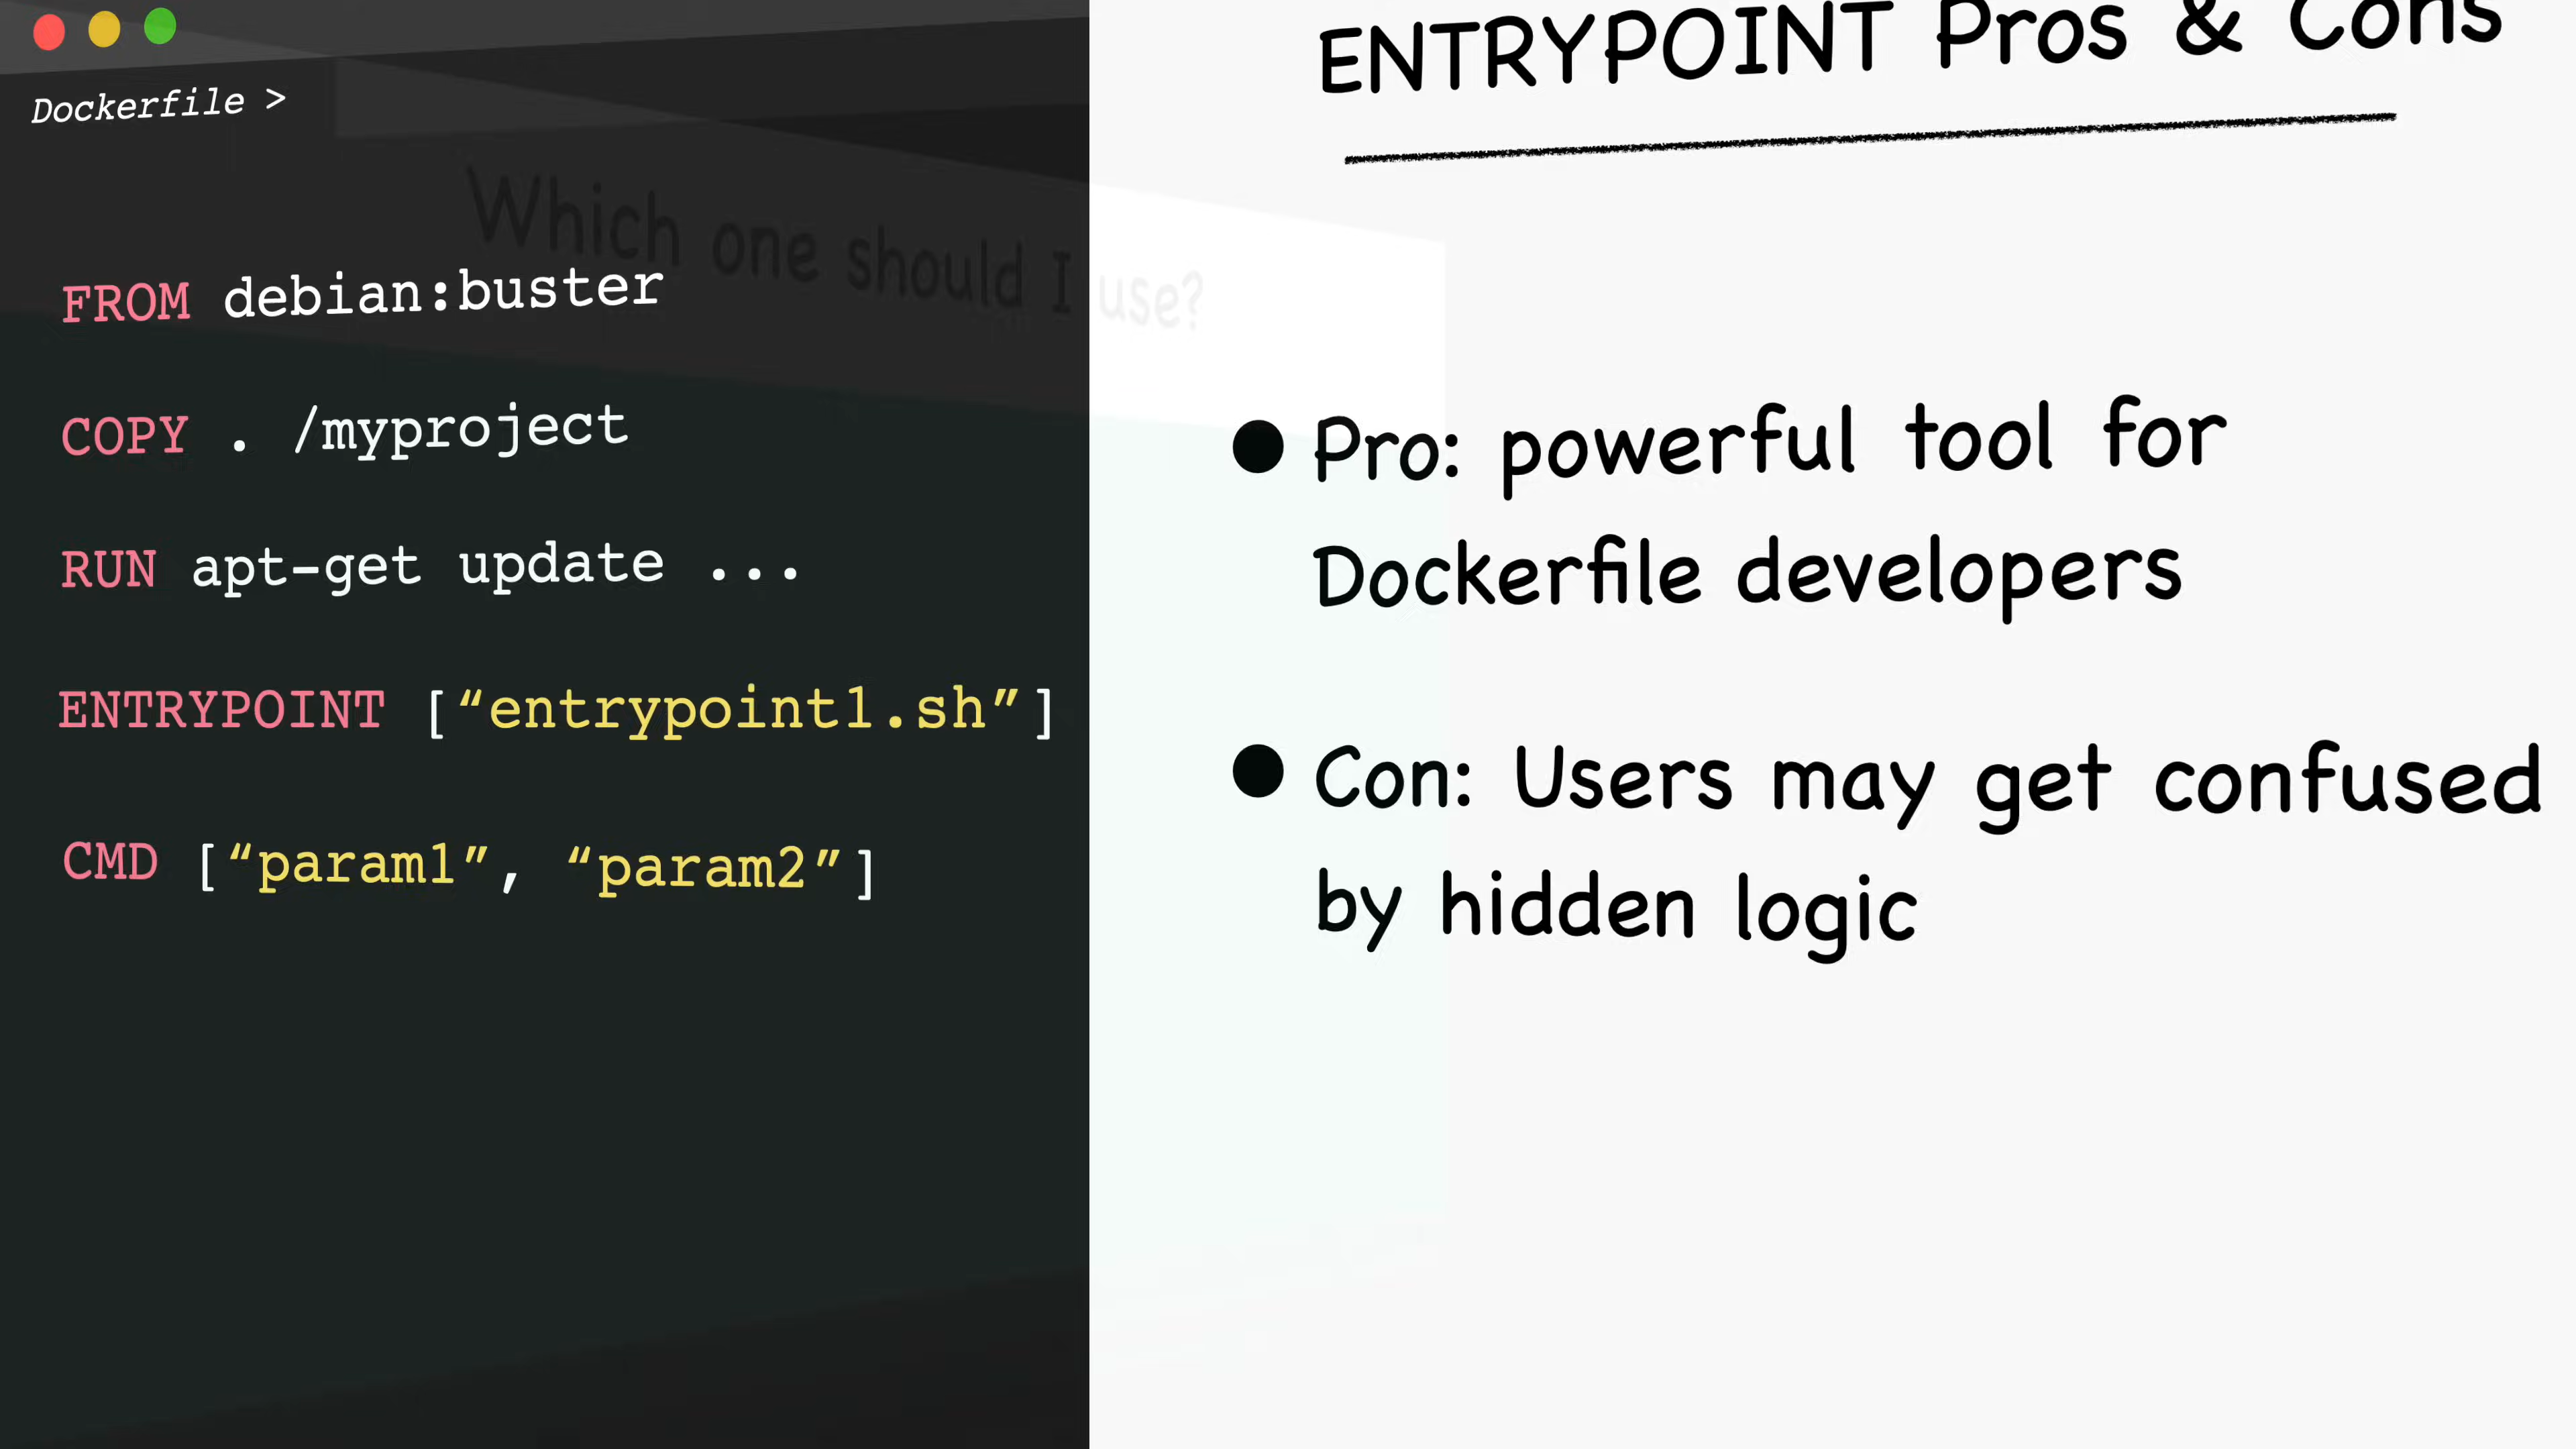 Dockerfile >
FROM debian:buster
COPY . /myproject
RUN apt-get update ...
ENTRYPOINT [“entrypoint1.sh”]
CMD [“param1”, “param2”]
Which one should I use?
ENTRYPOINT Pros & Cons
● Pro: powerful tool for
Dockerfile developers
● Con: Users may get confused
by hidden logic